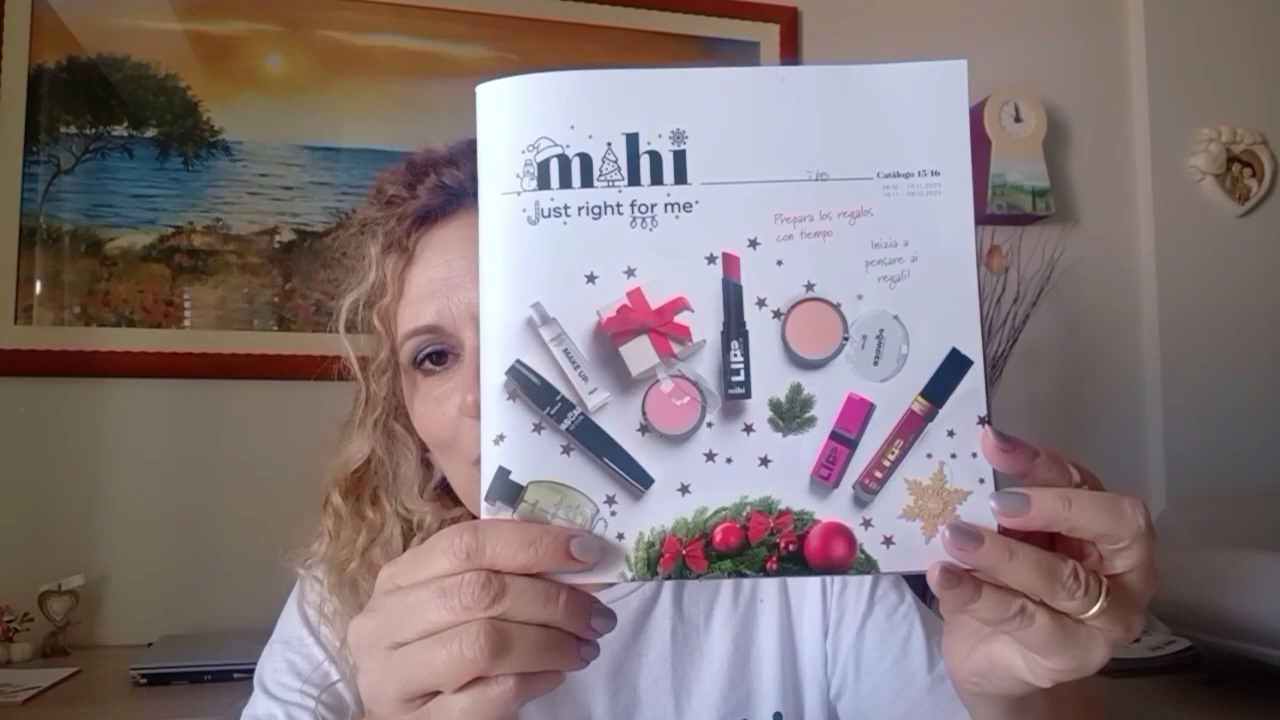 mihi
Just right for me
Catálogo 15-16
Prepara los regalos
con tiempo
Inizia a
pensare ai
regali!
MAKE UP.
LIP
mihi
POWDER
LIP
LIP